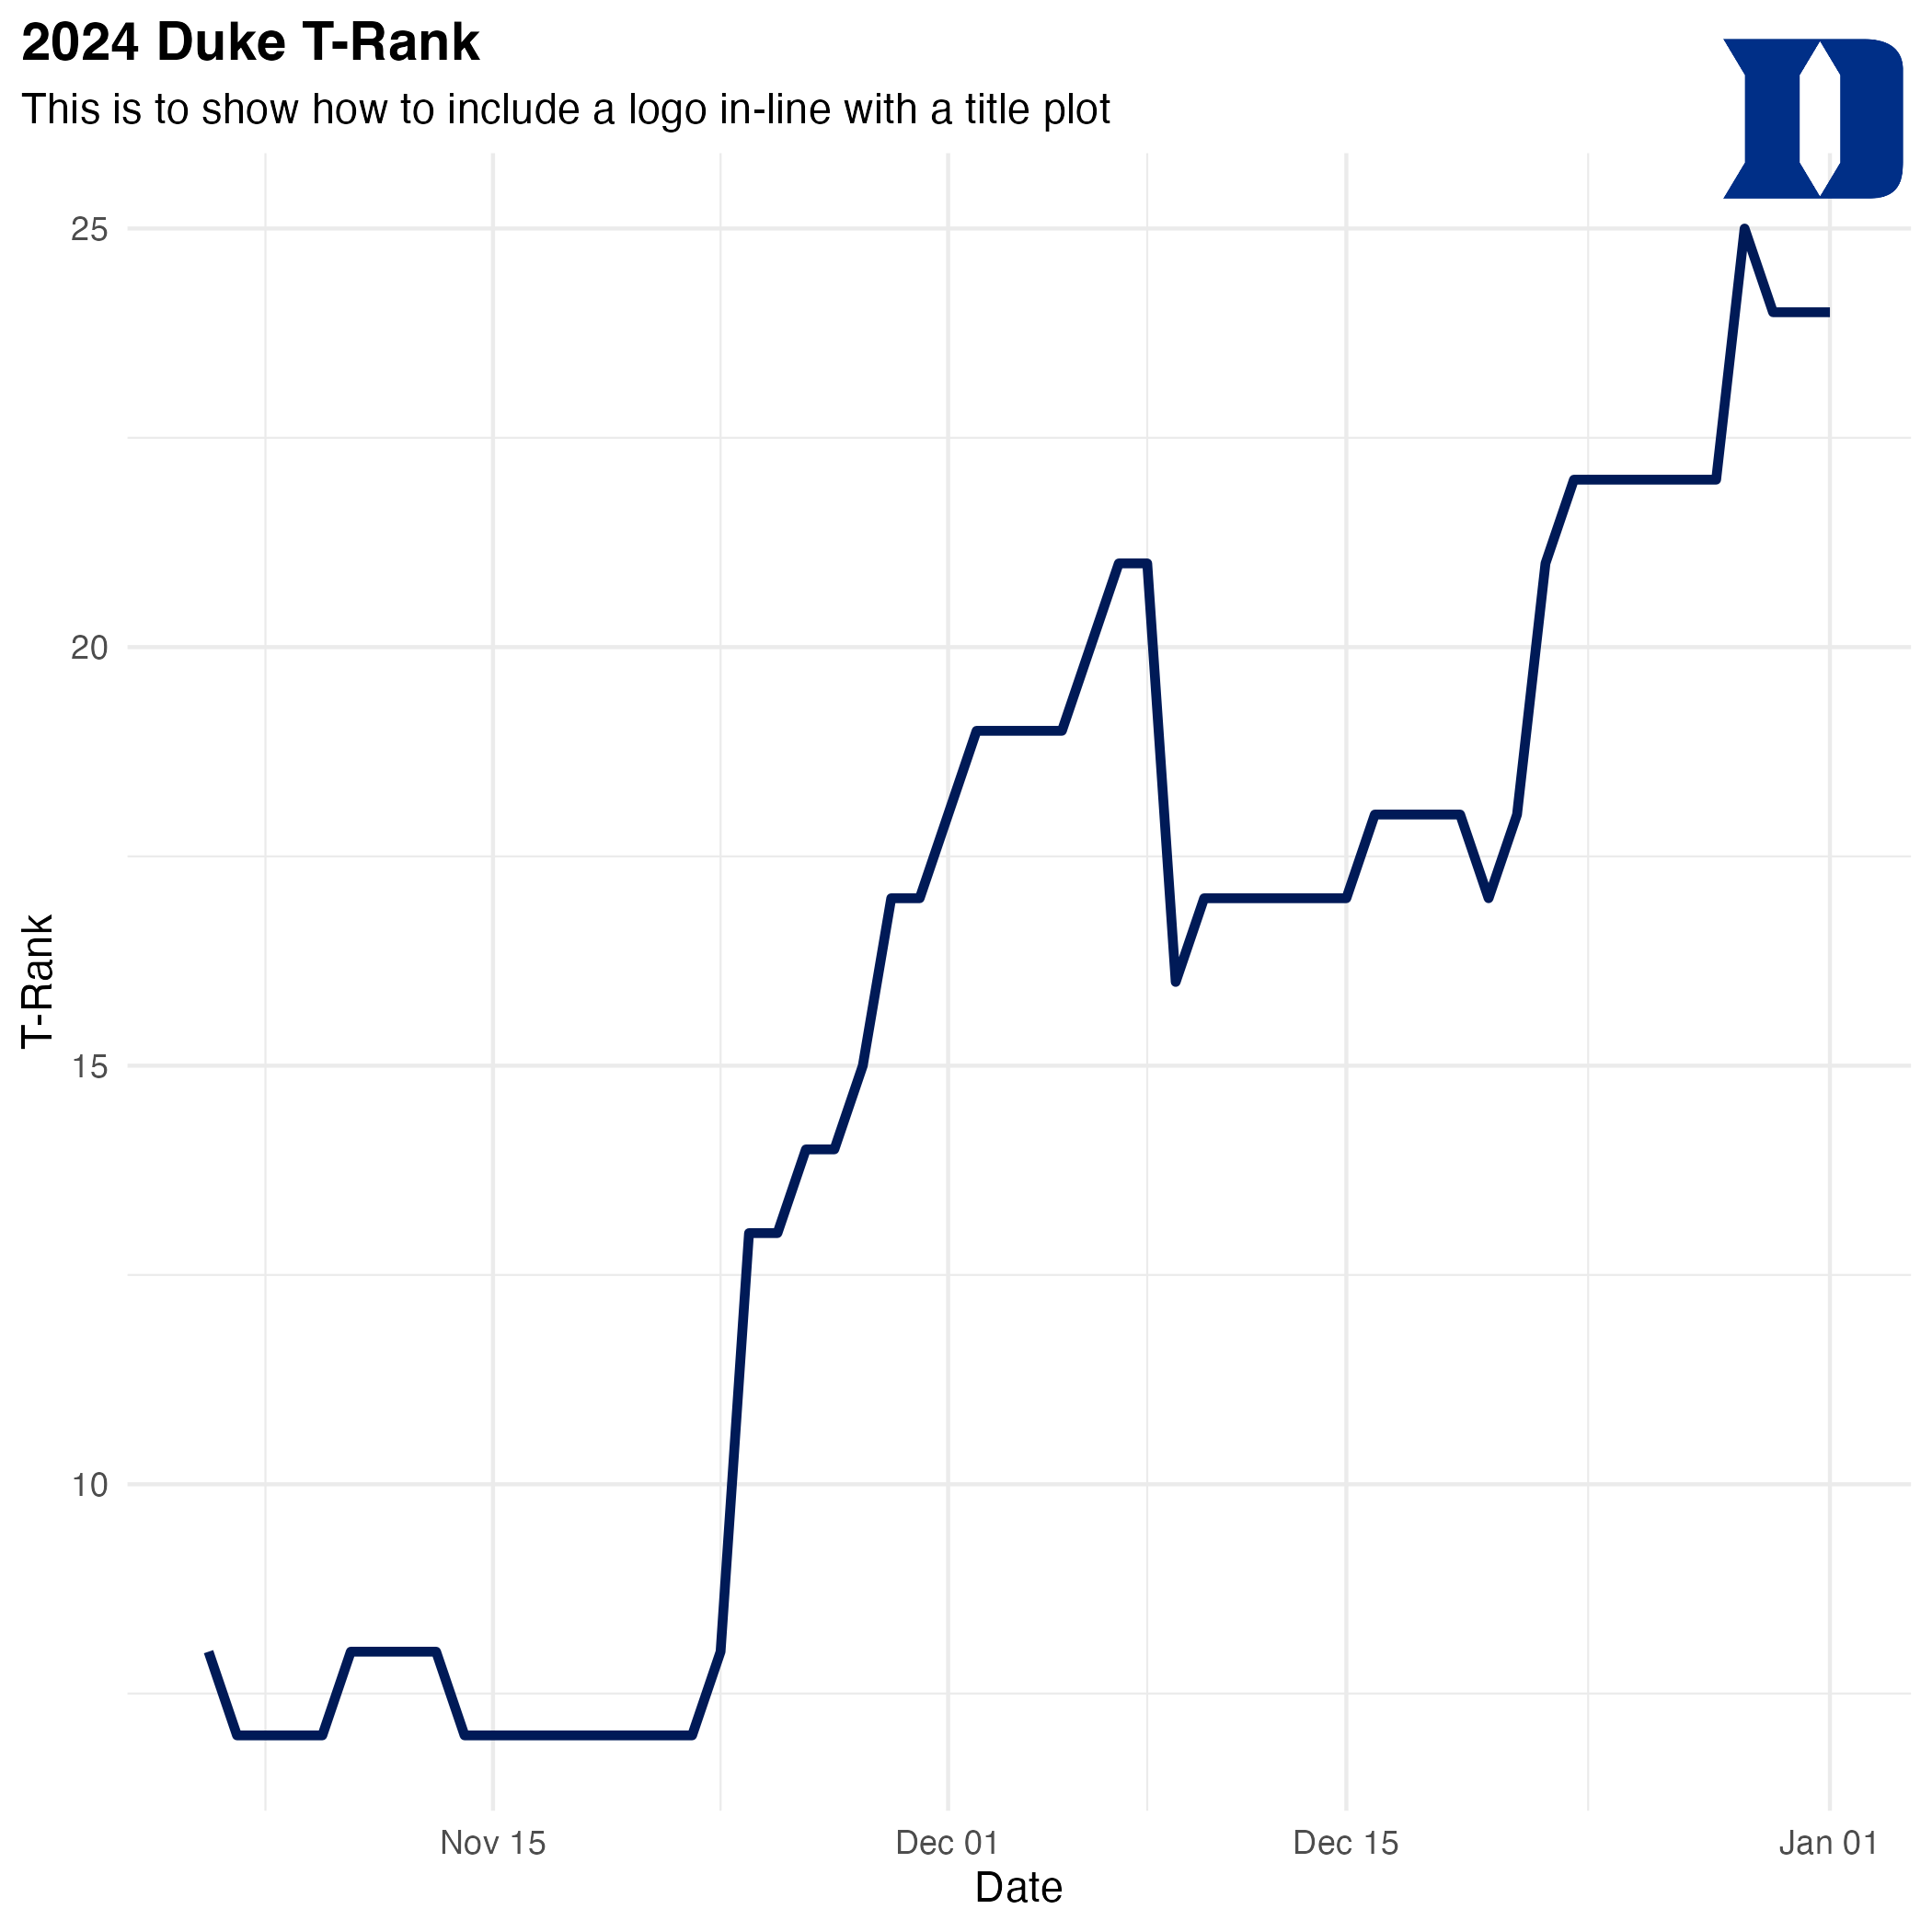 2024 Duke T-Rank
This is to show how to include a logo in-line with a title plot
D
25
20
15
10
T-Rank
Nov 15
Dec 01
Dec 15
Jan 01
Date